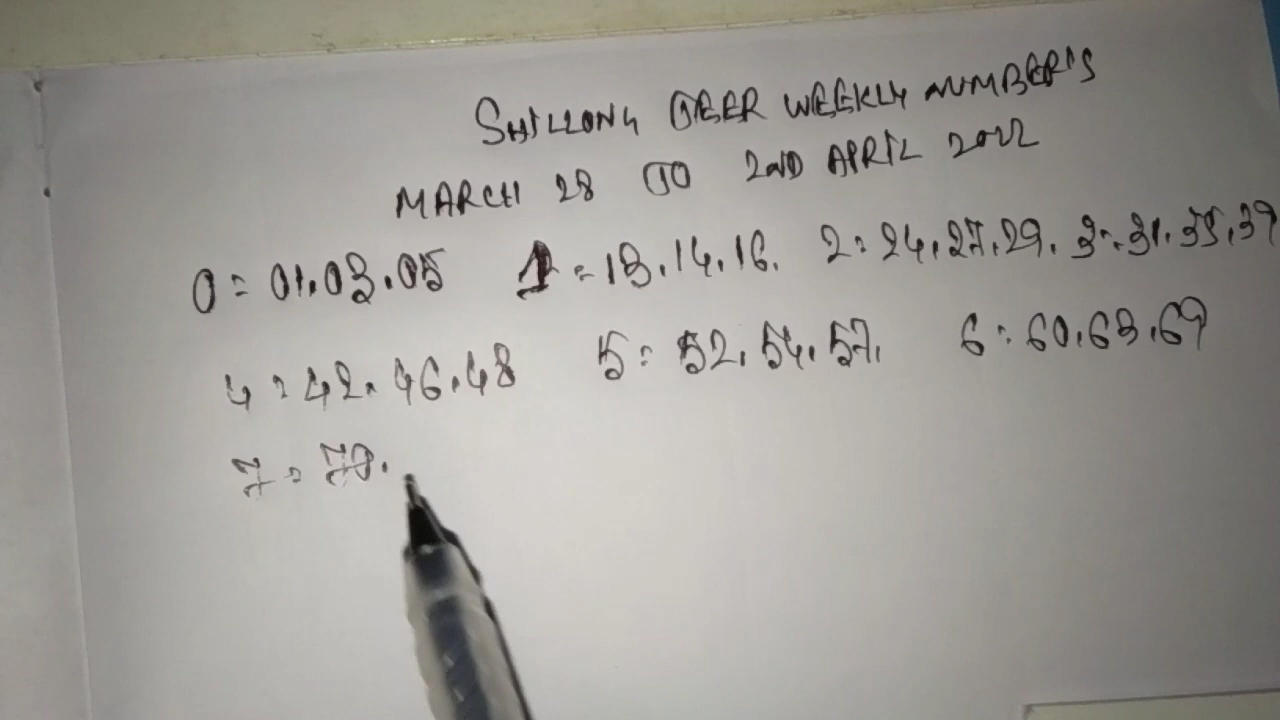 SHILLONG TEER WEEKLY NUMBER'S
MARCH 28 TO 2ND APRIL 2022
0 = 01.03.05 1 = 13.14.16. 2 = 24.27.29. 3 = 31.35.39
4 = 42.46.48 5 = 52.54.57. 6 = 60.63.69
7 = 70.